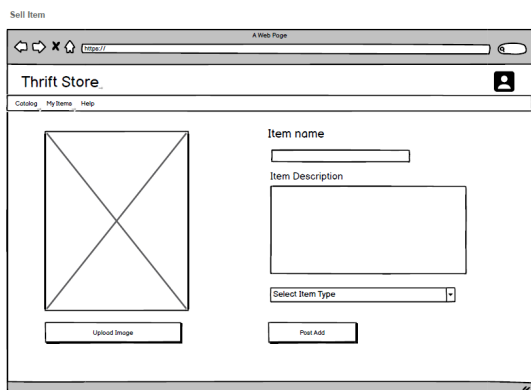 Sell Item
A Web Page
https://
Thrift Store
Catalog My Items Help
Item name
Item Description
Select Item Type
Upload Image
Post Add